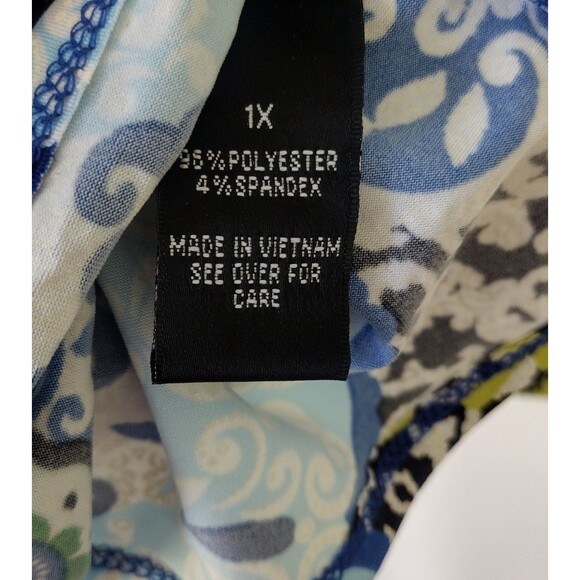 1X
96%POLYESTER
4%SPANDEX
MADE IN VIETNAM
SEE OVER FOR
CARE